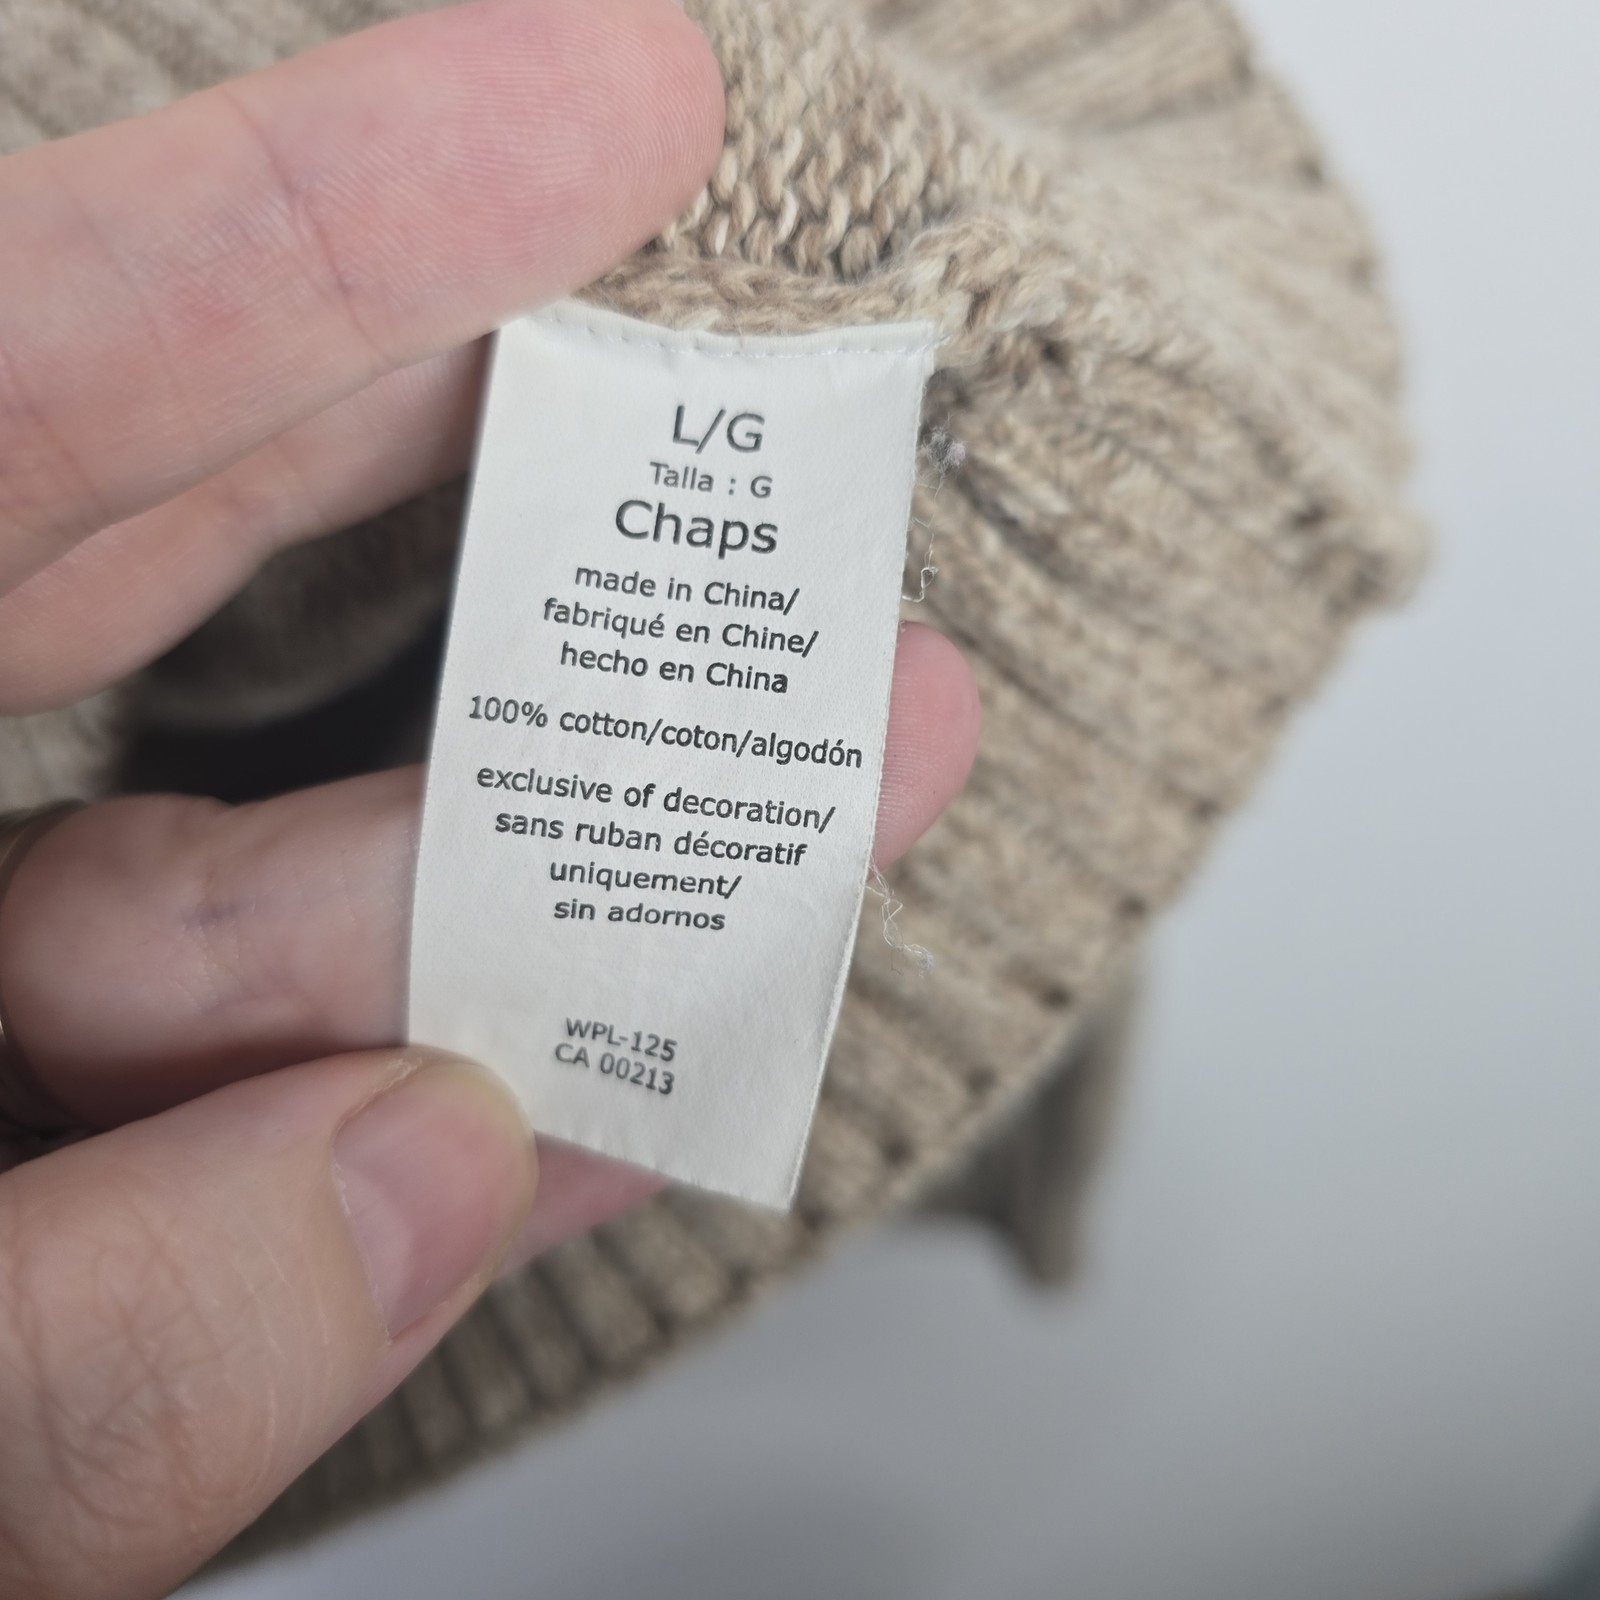 L/G
Talla : G
Chaps
made in China/
fabriqué en Chine/
hecho en China
100% cotton/coton/algodón
exclusive of decoration/
sans ruban décoratif
uniquement/
sin adornos
WPL-125
CA 00213